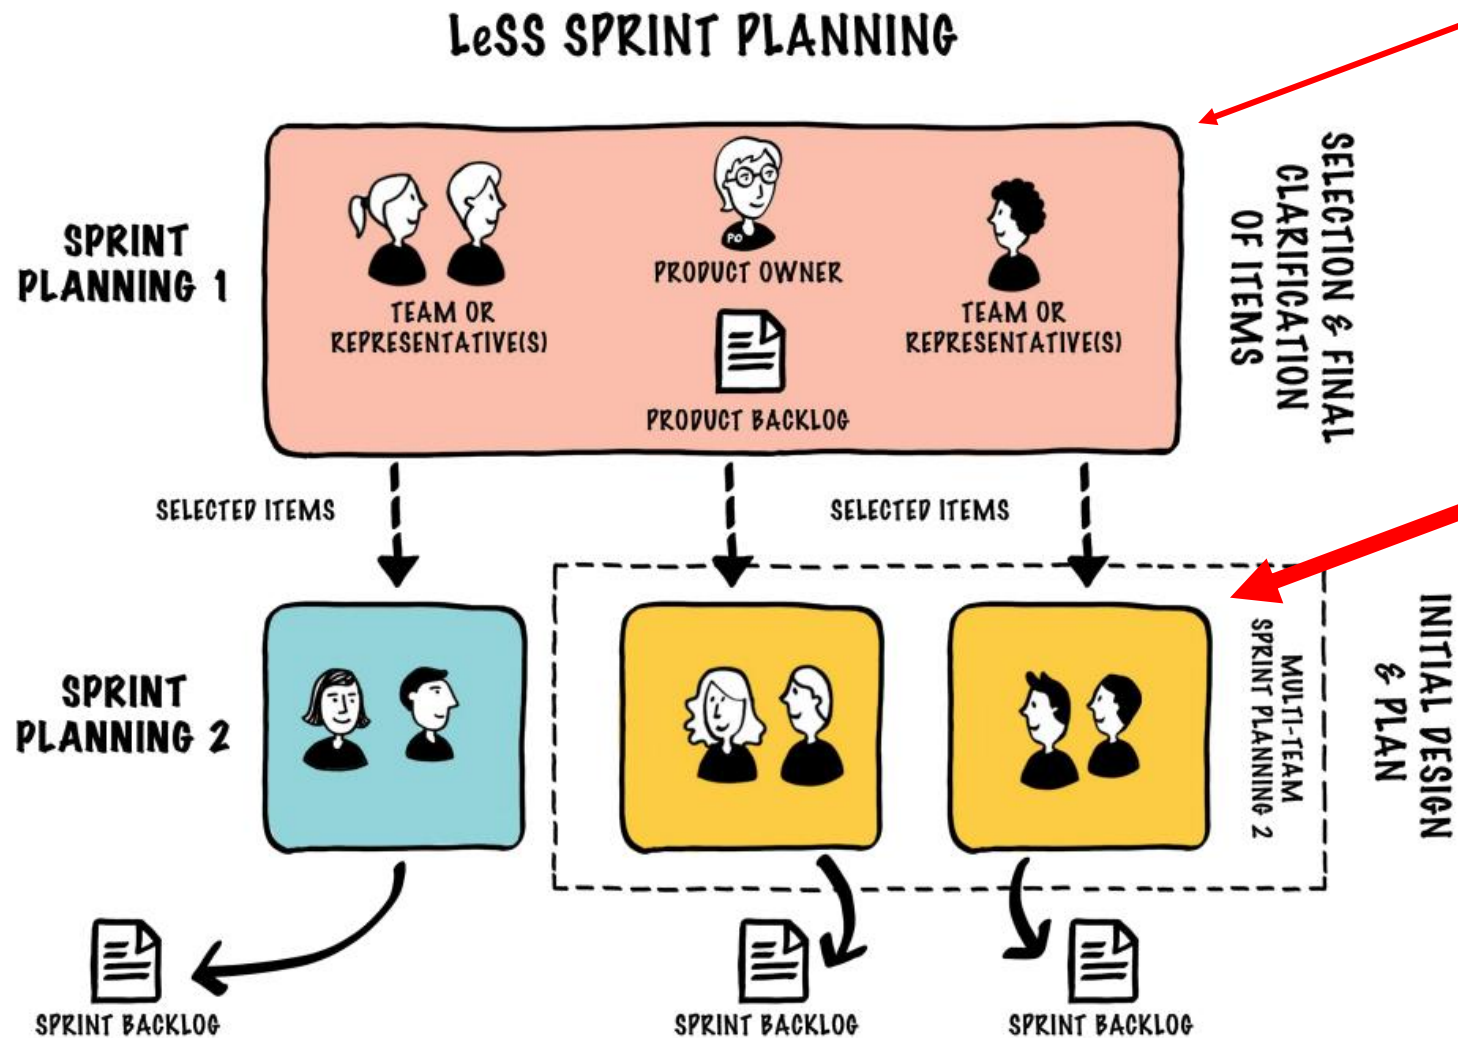 LeSS SPRINT PLANNING
SPRINT
PLANNING 1
PO
PRODUCT OWNER
TEAM OR
REPRESENTATIVE(S)
TEAM OR
REPRESENTATIVE(S)
PRODUCT BACKLOG
SELECTION & FINAL
CLARIFICATION
OF ITEMS
SELECTED ITEMS
SELECTED ITEMS
SPRINT
PLANNING 2
MULTI-TEAM
SPRINT PLANNING 2
INITIAL DESIGN
& PLAN
SPRINT BACKLOG
SPRINT BACKLOG
SPRINT BACKLOG